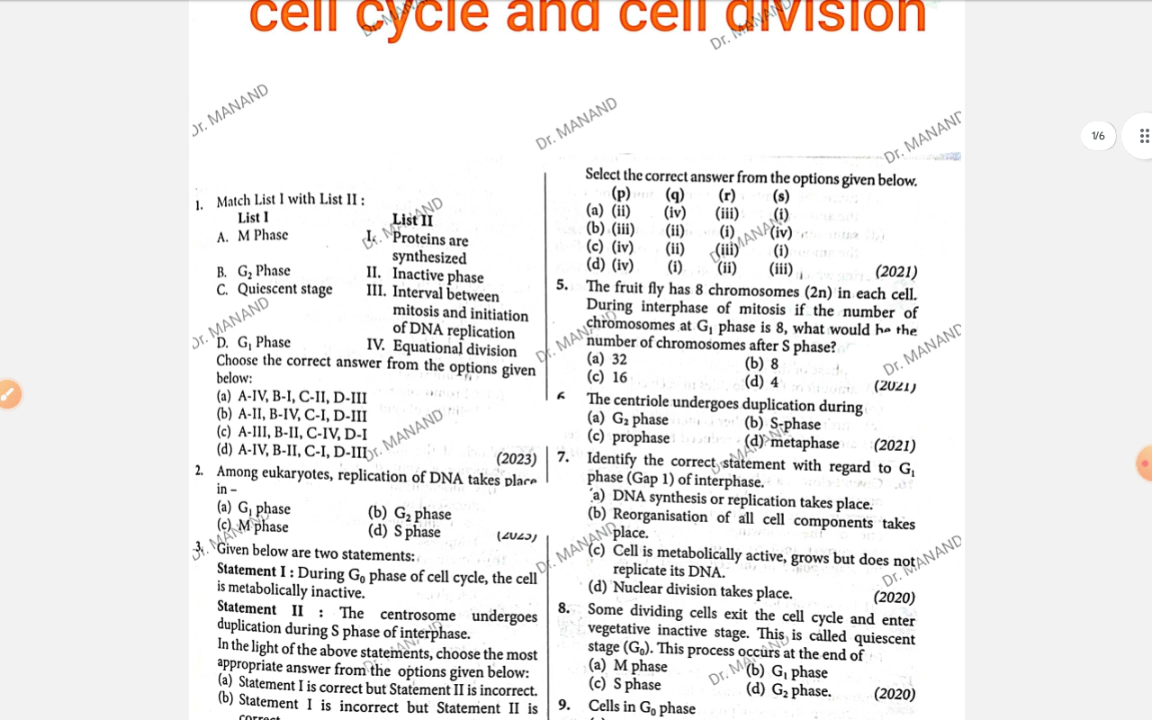 cell cycle and cell division
Dr. MANAND
1/6
1. Match List I with List II :
List I List II
A. M Phase I. Proteins are
synthesized
B. G₂ Phase II. Inactive phase
C. Quiescent stage III. Interval between
mitosis and initiation
of DNA replication
D. G₁ Phase IV. Equational division
Choose the correct answer from the options given
below:
(a) A-IV, B-I, C-II, D-III
(b) A-II, B-IV, C-I, D-III
(c) A-III, B-II, C-IV, D-I
(d) A-IV, B-II, C-I, D-III
(2023)
2. Among eukaryotes, replication of DNA takes place
in -
(a) G₁ phase (b) G₂ phase
(c) M phase (d) S phase (2023)
3. Given below are two statements:
Statement I : During G₀ phase of cell cycle, the cell
is metabolically inactive.
Statement II : The centrosome undergoes
duplication during S phase of interphase.
In the light of the above statements, choose the most
appropriate answer from the options given below:
(a) Statement I is correct but Statement II is incorrect.
(b) Statement I is incorrect but Statement II is
correct
Select the correct answer from the options given below.
(p) (q) (r) (s)
(a) (ii) (iv) (iii) (i)
(b) (iii) (ii) (i) (iv)
(c) (iv) (ii) (iii) (i)
(d) (iv) (i) (ii) (iii) (2021)
5. The fruit fly has 8 chromosomes (2n) in each cell.
During interphase of mitosis if the number of
chromosomes at G₁ phase is 8, what would be the
number of chromosomes after S phase?
(a) 32 (b) 8
(c) 16 (d) 4 (2021)
6 The centriole undergoes duplication during
(a) G₂ phase (b) S-phase
(c) prophase (d) metaphase (2021)
7. Identify the correct statement with regard to G₁
phase (Gap 1) of interphase.
(a) DNA synthesis or replication takes place.
(b) Reorganisation of all cell components takes
place.
(c) Cell is metabolically active, grows but does not
replicate its DNA.
(d) Nuclear division takes place. (2020)
8. Some dividing cells exit the cell cycle and enter
vegetative inactive stage. This is called quiescent
stage (G₀). This process occurs at the end of
(a) M phase (b) G₁ phase
(c) S phase (d) G₂ phase. (2020)
9. Cells in G₀ phase